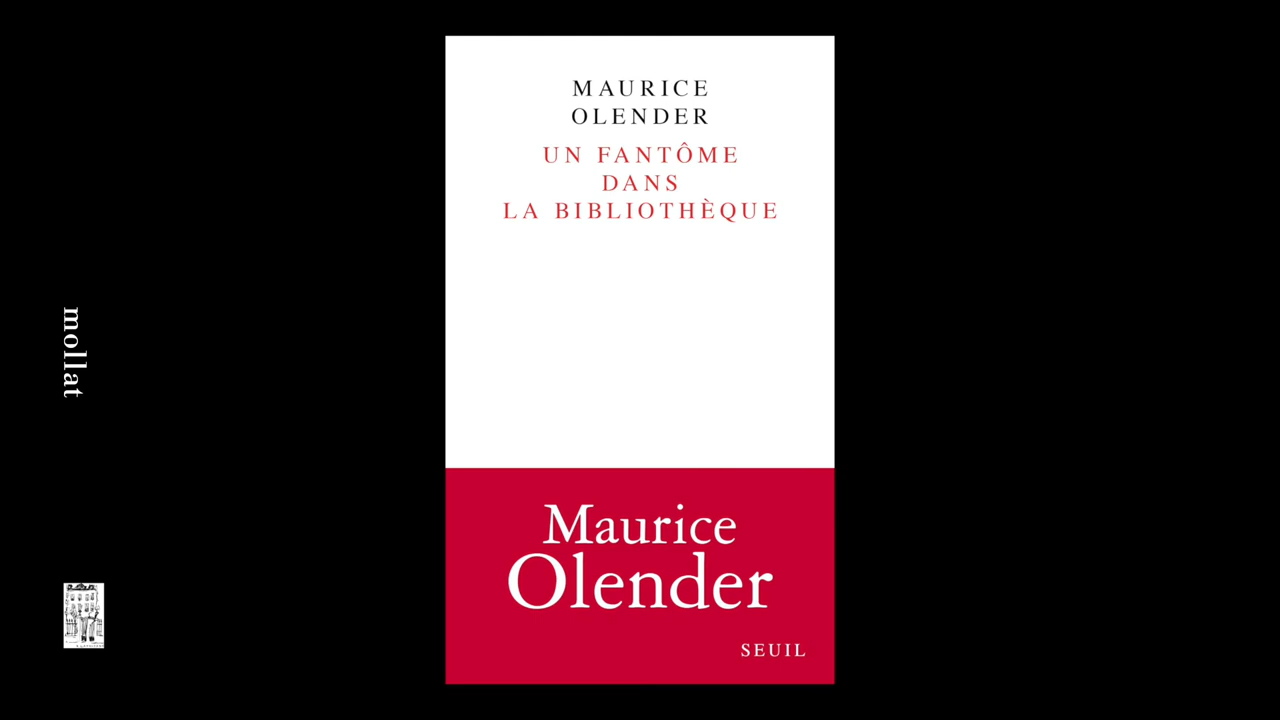 MAURICE
OLENDER
UN FANTÔME
DANS
LA BIBLIOTHÈQUE
Maurice
Olender
SEUIL
mollat